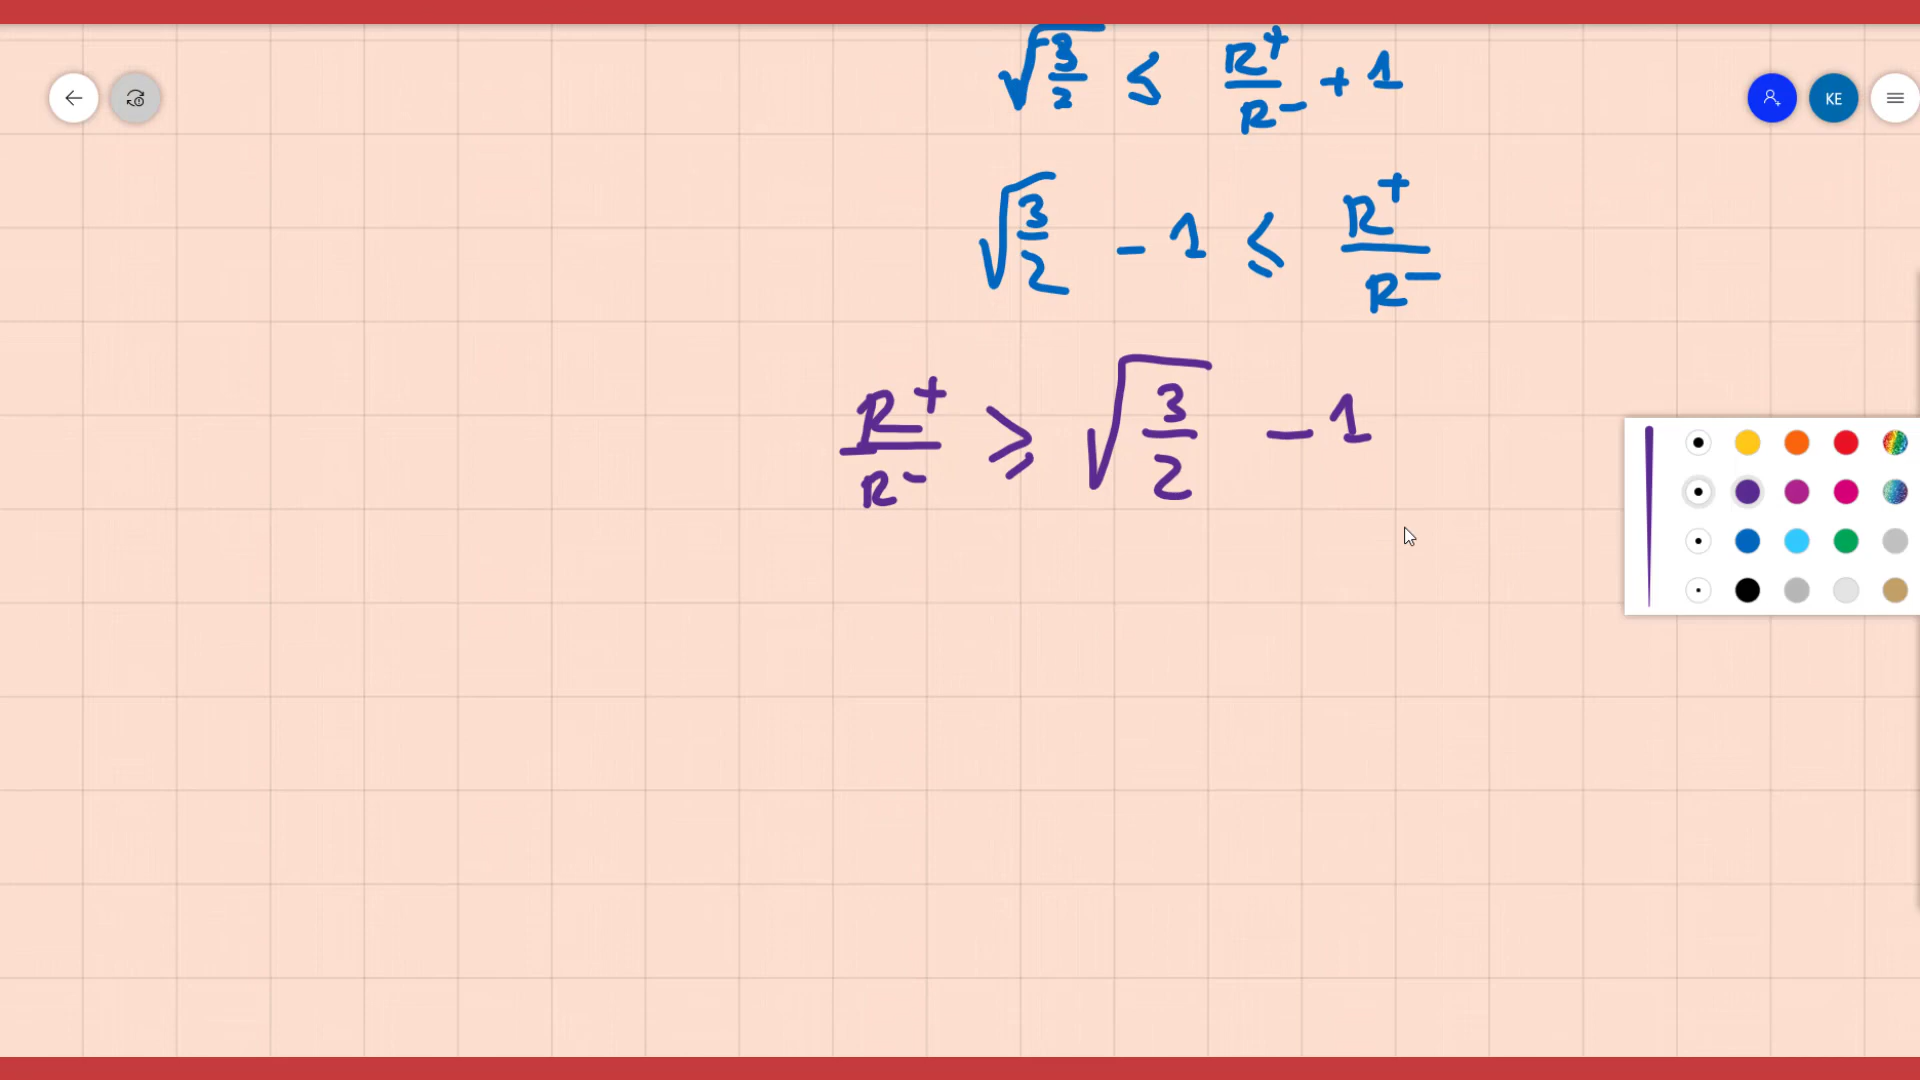 √(3/2) ≤ R⁺/R⁻ + 1
KE
√(3/2) - 1 ≤ R⁺/R⁻
R⁺/R⁻ ⩾ √(3/2) - 1